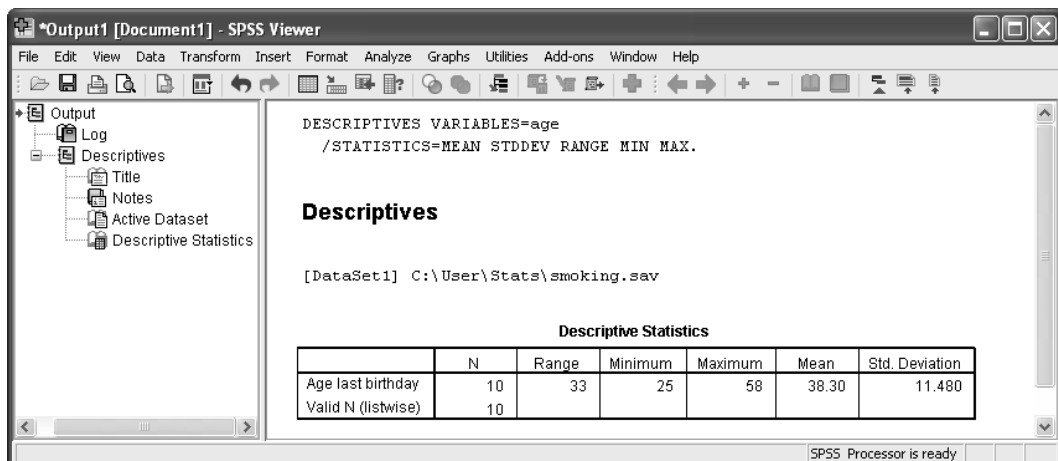 *Output1 [Document1] - SPSS Viewer
File Edit View Data Transform Insert Format Analyze Graphs Utilities Add-ons Window Help
Output
Log
Descriptives
Title
Notes
Active Dataset
Descriptive Statistics
DESCRIPTIVES VARIABLES=age
/STATISTICS=MEAN STDDEV RANGE MIN MAX.
Descriptives
[DataSet1] C:\User\Stats\smoking.sav
Descriptive Statistics
N Range Minimum Maximum Mean Std. Deviation
Age last birthday 10 33 25 58 38.30 11.480
Valid N (listwise) 10
SPSS Processor is ready